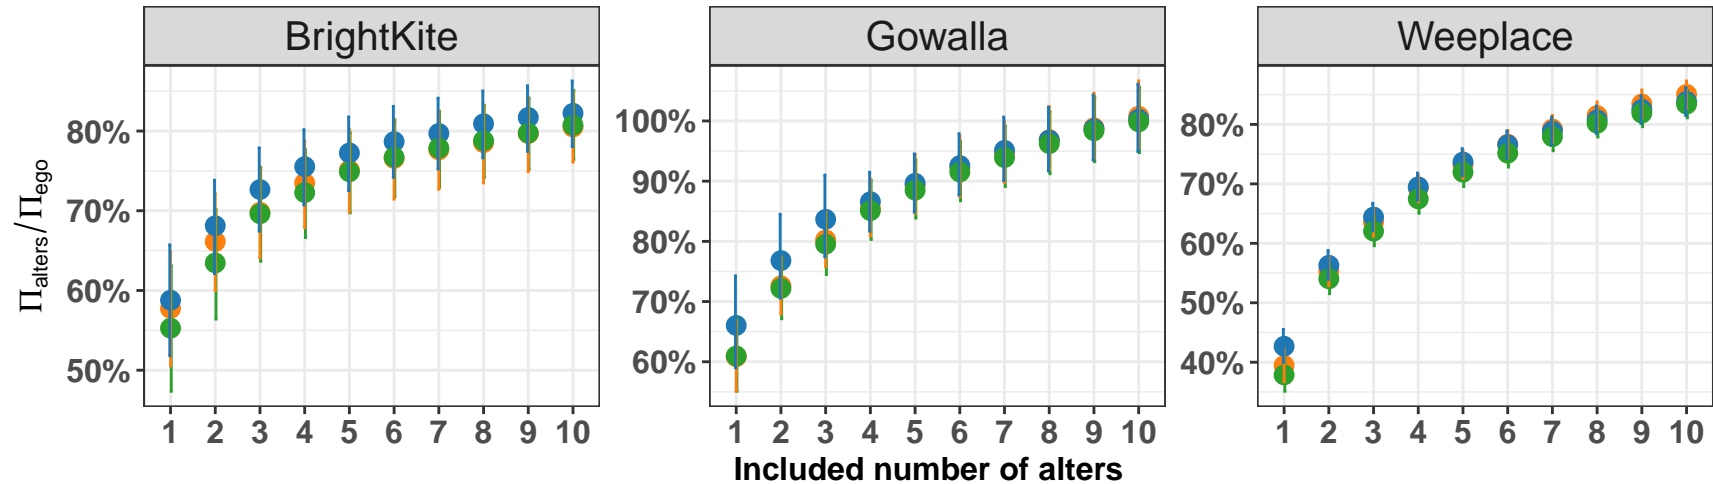 BrightKite
Gowalla
Weeplace
Πalters/Πego
80%
70%
60%
50%
100%
90%
80%
70%
60%
80%
70%
60%
50%
40%
1 2 3 4 5 6 7 8 9 10
1 2 3 4 5 6 7 8 9 10
1 2 3 4 5 6 7 8 9 10
Included number of alters